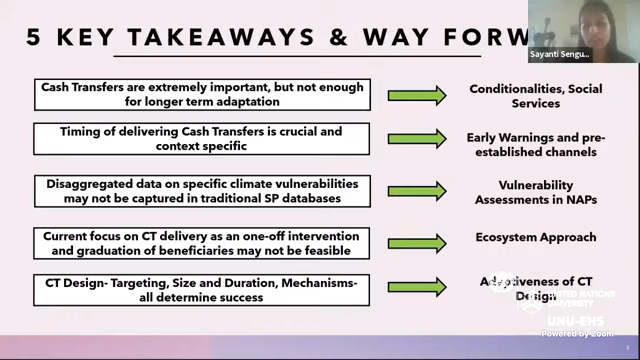 5 KEY TAKEAWAYS & WAY FORW
Sayanti Sengu...
Cash Transfers are extremely important, but not enough
for longer term adaptation
Conditionalities, Social
Services
Timing of delivering Cash Transfers is crucial and
context specific
Early Warnings and pre-
established channels
Disaggregated data on specific climate vulnerabilities
may not be captured in traditional SP databases
Vulnerability
Assessments in NAPs
Current focus on CT delivery as an one-off intervention
and graduation of beneficiaries may not be feasible
Ecosystem Approach
CT Design- Targeting, Size and Duration, Mechanisms-
all determine success
Adaptiveness of CT
Design
UNITED NATIONS
UNIVERSITY
UNU-EHS
Powered by Zoom